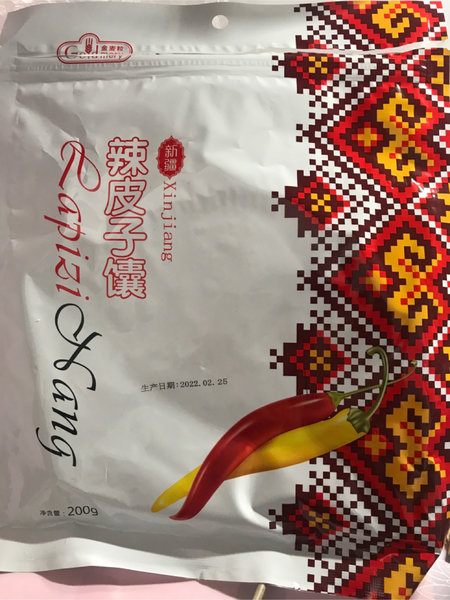 金麦粒
新疆
Xinjiang
辣皮子馕
Lapizi Nang
生产日期:2022.02.25
净含量:200g